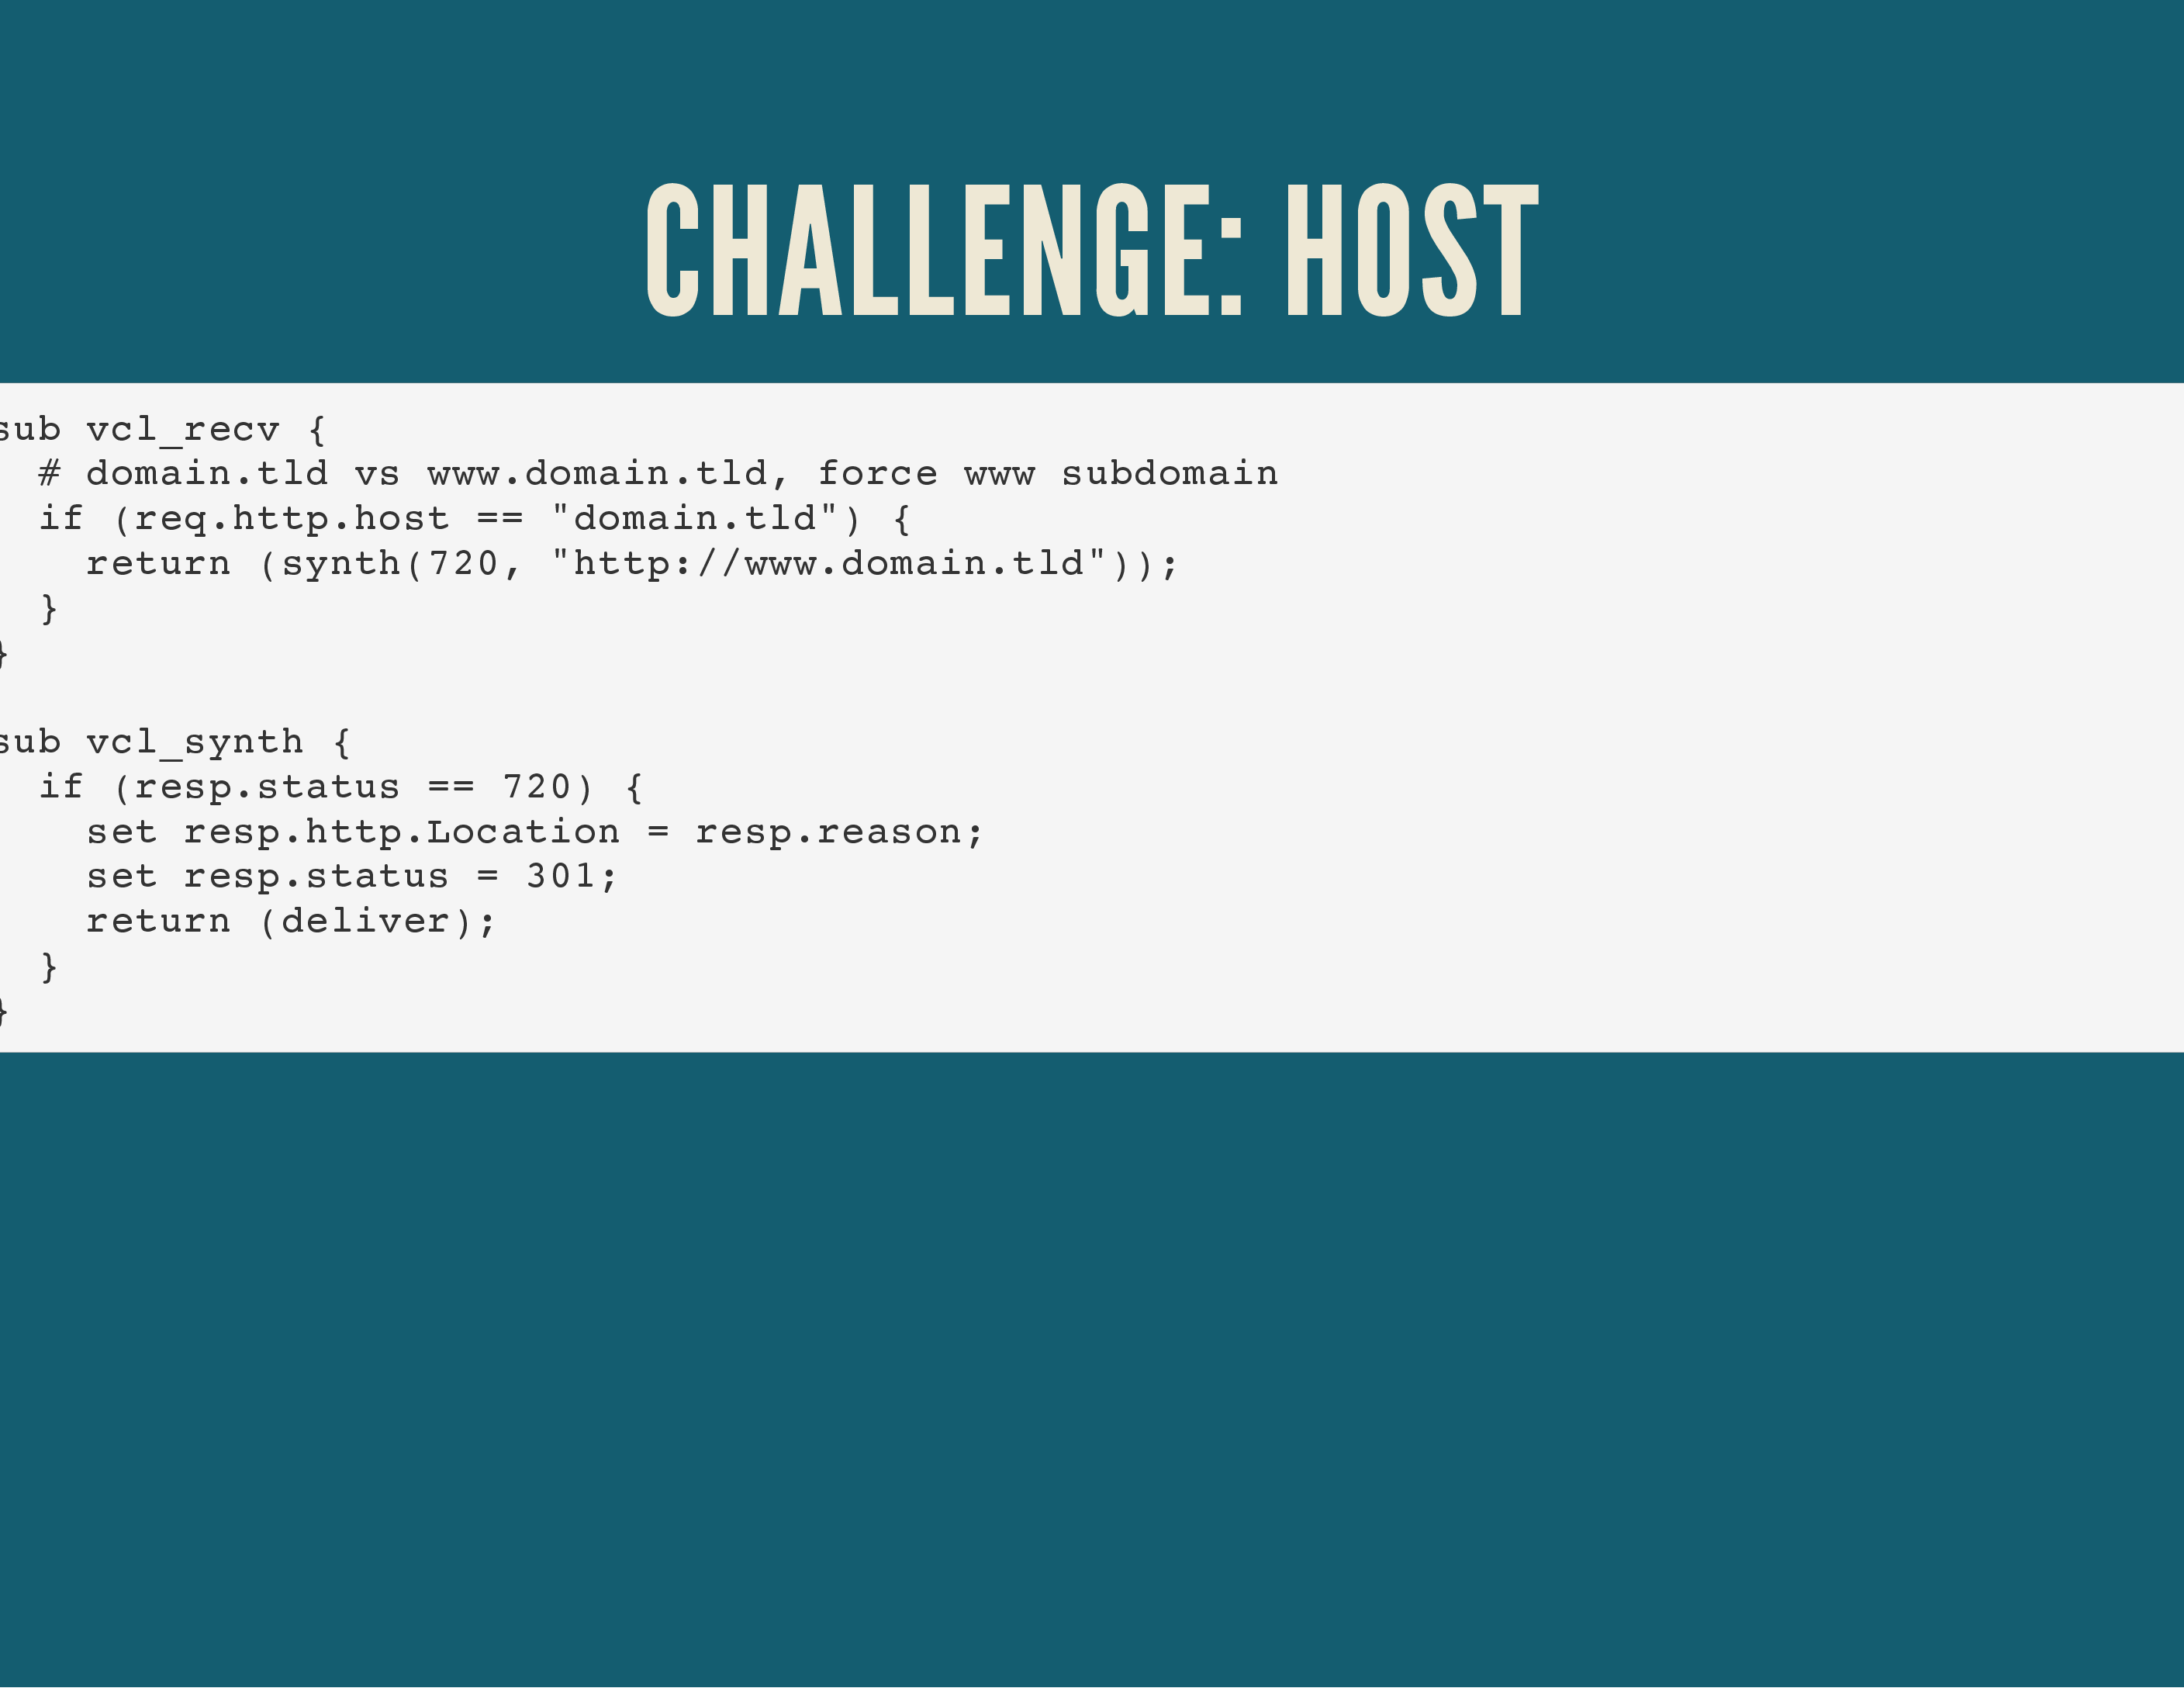 CHALLENGE: HOST
sub vcl_recv {
  # domain.tld vs www.domain.tld, force www subdomain
  if (req.http.host == "domain.tld") {
    return (synth(720, "http://www.domain.tld"));
  }
}
sub vcl_synth {
  if (resp.status == 720) {
    set resp.http.Location = resp.reason;
    set resp.status = 301;
    return (deliver);
  }
}